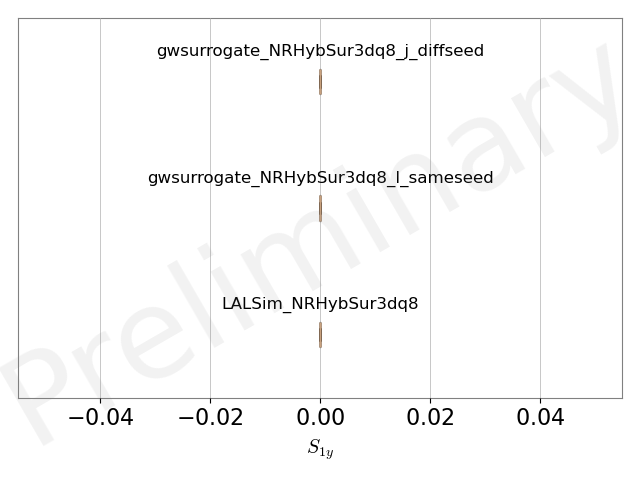 gwsurrogate_NRHybSur3dq8_j_diffseed
gwsurrogate_NRHybSur3dq8_l_sameseed
LALSim_NRHybSur3dq8
Preliminary
−0.04 −0.02 0.00 0.02 0.04
S1y